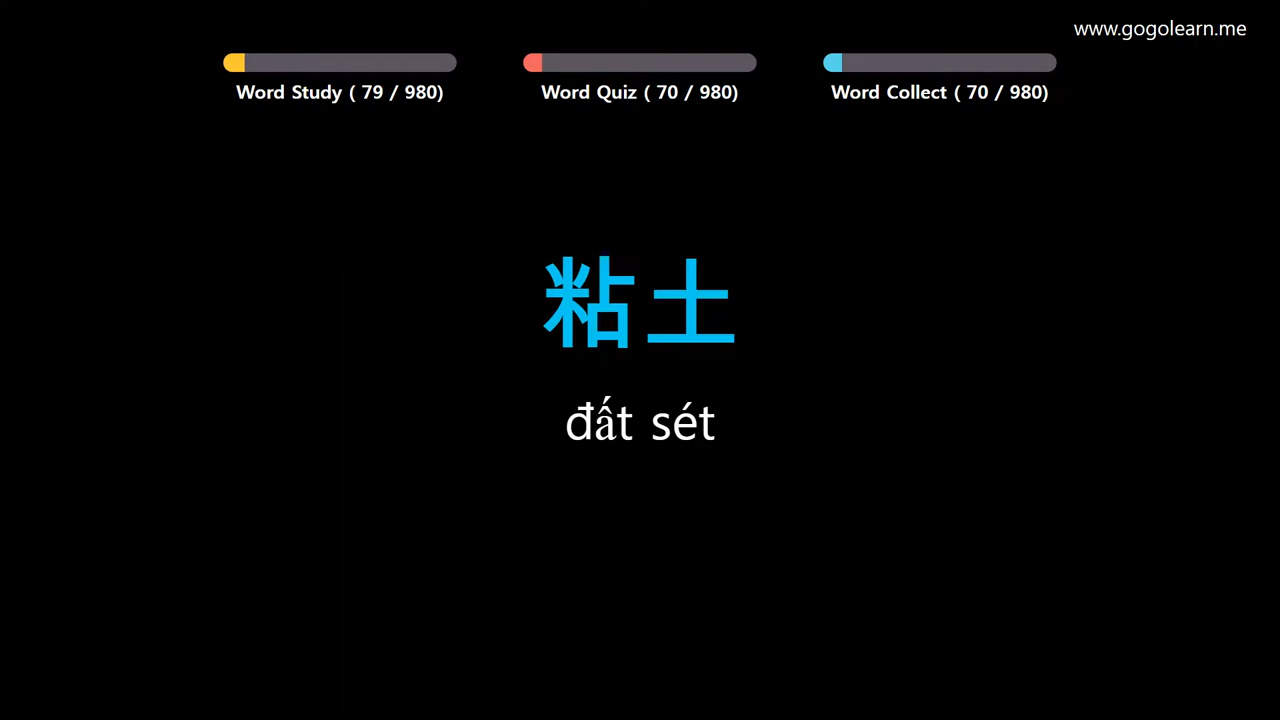 www.gogolearn.me
Word Study ( 79 / 980)
Word Quiz ( 70 / 980)
Word Collect ( 70 / 980)
粘土
đất sét